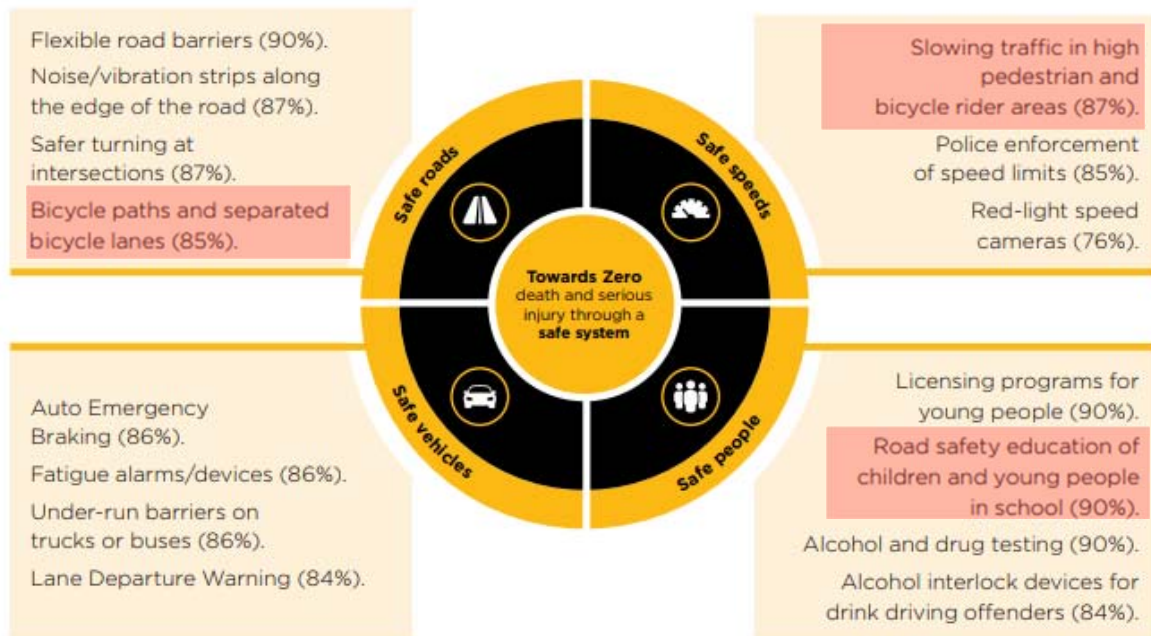 Flexible road barriers (90%).
Noise/vibration strips along
the edge of the road (87%).
Safer turning at
intersections (87%).
Bicycle paths and separated
bicycle lanes (85%).
Safe roads
Safe speeds
Slowing traffic in high
pedestrian and
bicycle rider areas (87%).
Police enforcement
of speed limits (85%).
Red-light speed
cameras (76%).
Towards Zero
death and serious
injury through a
safe system
Auto Emergency
Braking (86%).
Fatigue alarms/devices (86%).
Under-run barriers on
trucks or buses (86%).
Lane Departure Warning (84%).
Safe vehicles
Safe people
Licensing programs for
young people (90%).
Road safety education of
children and young people
in school (90%).
Alcohol and drug testing (90%).
Alcohol interlock devices for
drink driving offenders (84%).